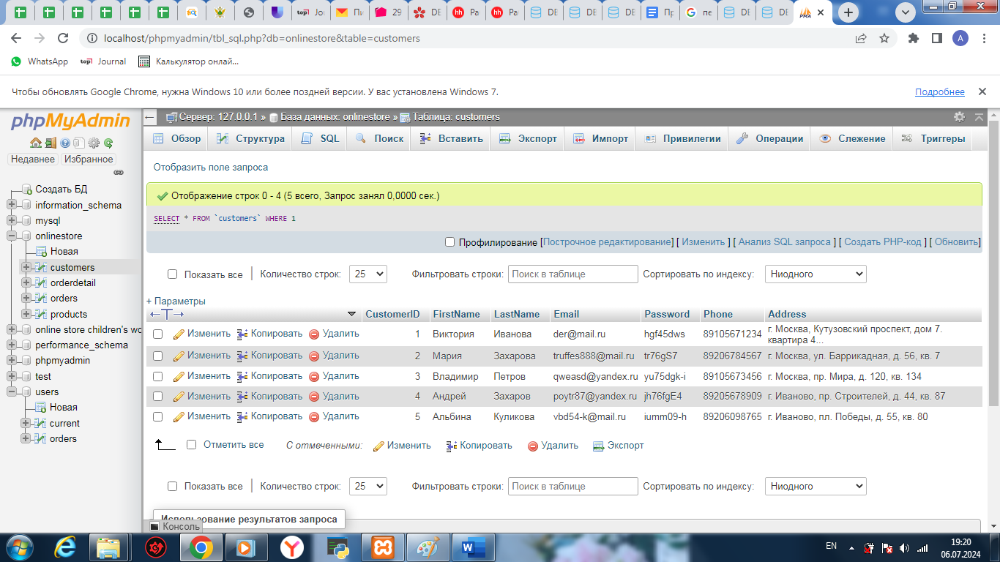 Јо Пи 29 DE Ра Ра DE DE DE Пр пе DE DE PMA
localhost/phpmyadmin/tbl_sql.php?db=onlinestore&table=customers
A
WhatsApp top Journal Калькулятор онлай...
Чтобы обновлять Google Chrome, нужна Windows 10 или более поздней версии. У вас установлена Windows 7. Подробнее
phpMyAdmin
Недавнее Избранное
Создать БД
information_schema
mysql
onlinestore
Новая
customers
orderdetail
orders
products
online store children's wo
performance_schema
phpmyadmin
test
users
Новая
current
orders
Сервер: 127.0.0.1 » База данных: onlinestore » Таблица: customers
Обзор Структура SQL Поиск Вставить Экспорт Импорт Привилегии Операции Слежение Триггеры
Отобразить поле запроса
Отображение строк 0 - 4 (5 всего, Запрос занял 0,0000 сек.)
SELECT * FROM `customers` WHERE 1
Профилирование [Построчное редактирование] [ Изменить ] [ Анализ SQL запроса ] [ Создать PHP-код ] [ Обновить]
Показать все Количество строк: 25 Фильтровать строки: Поиск в таблице Сортировать по индексу: Ниодного
+ Параметры
←T→ CustomerID FirstName LastName Email Password Phone Address
Изменить Копировать Удалить 1 Виктория Иванова der@mail.ru hgf45dws 89105671234 г. Москва, Кутузовский проспект, дом 7.
квартира 4...
Изменить Копировать Удалить 2 Мария Захарова truffes888@mail.ru tr76gS7 89206784567 г. Москва, ул. Баррикадная, д. 56, кв. 7
Изменить Копировать Удалить 3 Владимир Петров qweasd@yandex.ru yu75dgk-i 89105673456 г. Москва, пр. Мира, д. 120, кв. 134
Изменить Копировать Удалить 4 Андрей Захаров poytr87@yandex.ru jh76fgE4 89205678909 г. Иваново, пр. Строителей, д. 44, кв. 87
Изменить Копировать Удалить 5 Альбина Куликова vbd54-k@mail.ru iumm09-h 89206098765 г. Иваново, пл. Победы, д. 55, кв. 80
Отметить все С отмеченными: Изменить Копировать Удалить Экспорт
Показать все Количество строк: 25 Фильтровать строки: Поиск в таблице Сортировать по индексу: Ниодного
Использование результатов запроса
Консоль
EN 19:20
06.07.2024